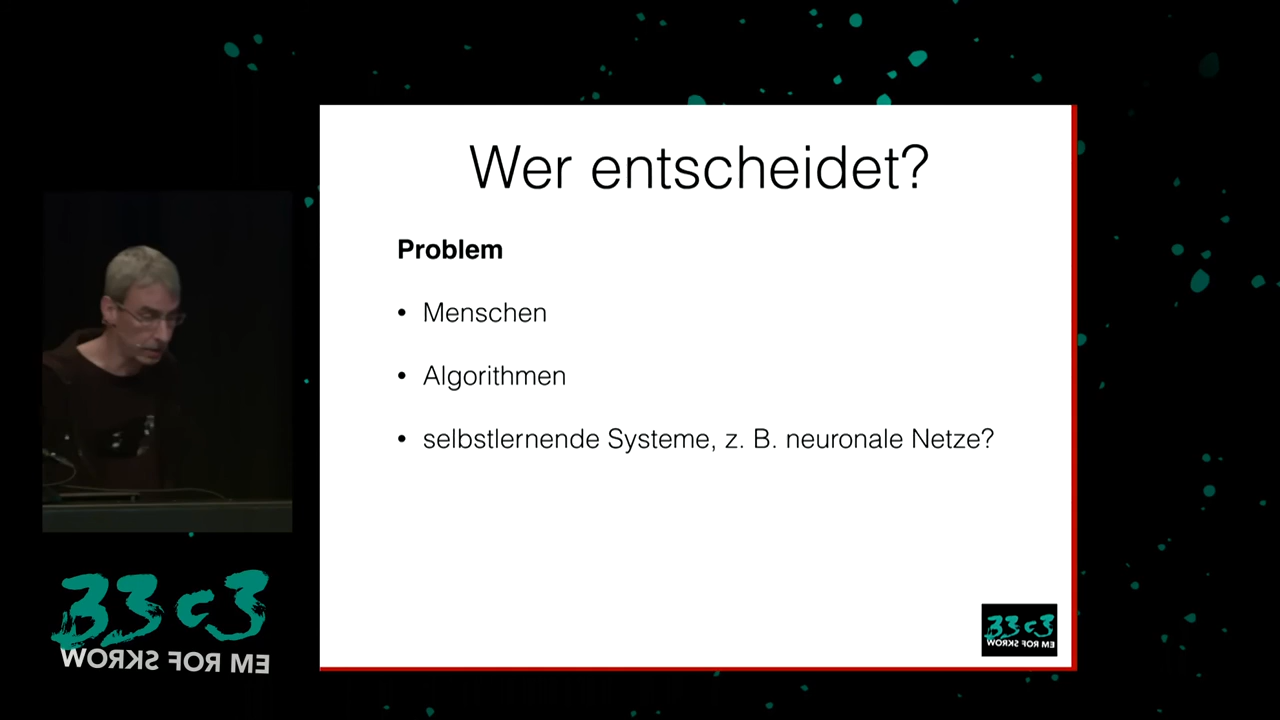 Wer entscheidet?
Problem
• Menschen
• Algorithmen
• selbstlernende Systeme, z. B. neuronale Netze?
33c3
WORKS FOR ME
33c3
WORKS FOR ME